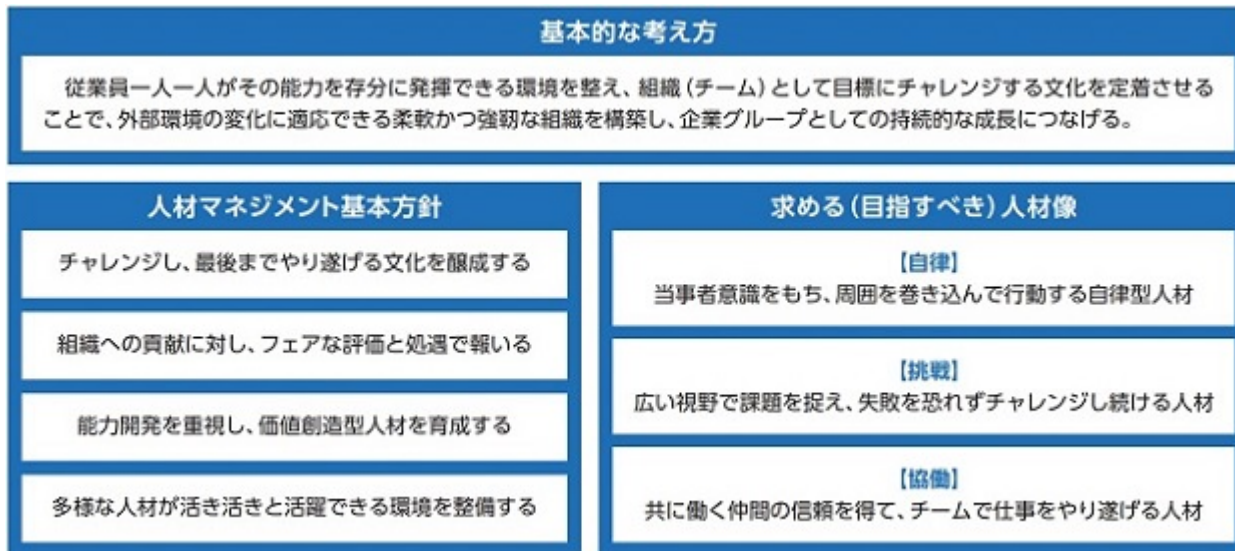 基本的な考え方
従業員一人一人がその能力を存分に発揮できる環境を整え、組織(チーム)として目標にチャレンジする文化を定着させる
ことで、外部環境の変化に適応できる柔軟かつ強靭な組織を構築し、企業グループとしての持続的な成長につなげる。
人材マネジメント基本方針
チャレンジし、最後までやり遂げる文化を醸成する
組織への貢献に対し、フェアな評価と処遇で報いる
能力開発を重視し、価値創造型人材を育成する
多様な人材が活き活きと活躍できる環境を整備する
求める(目指すべき)人材像
【自律】
当事者意識をもち、周囲を巻き込んで行動する自律型人材
【挑戦】
広い視野で課題を捉え、失敗を恐れずチャレンジし続ける人材
【協働】
共に働く仲間の信頼を得て、チームで仕事をやり遂げる人材